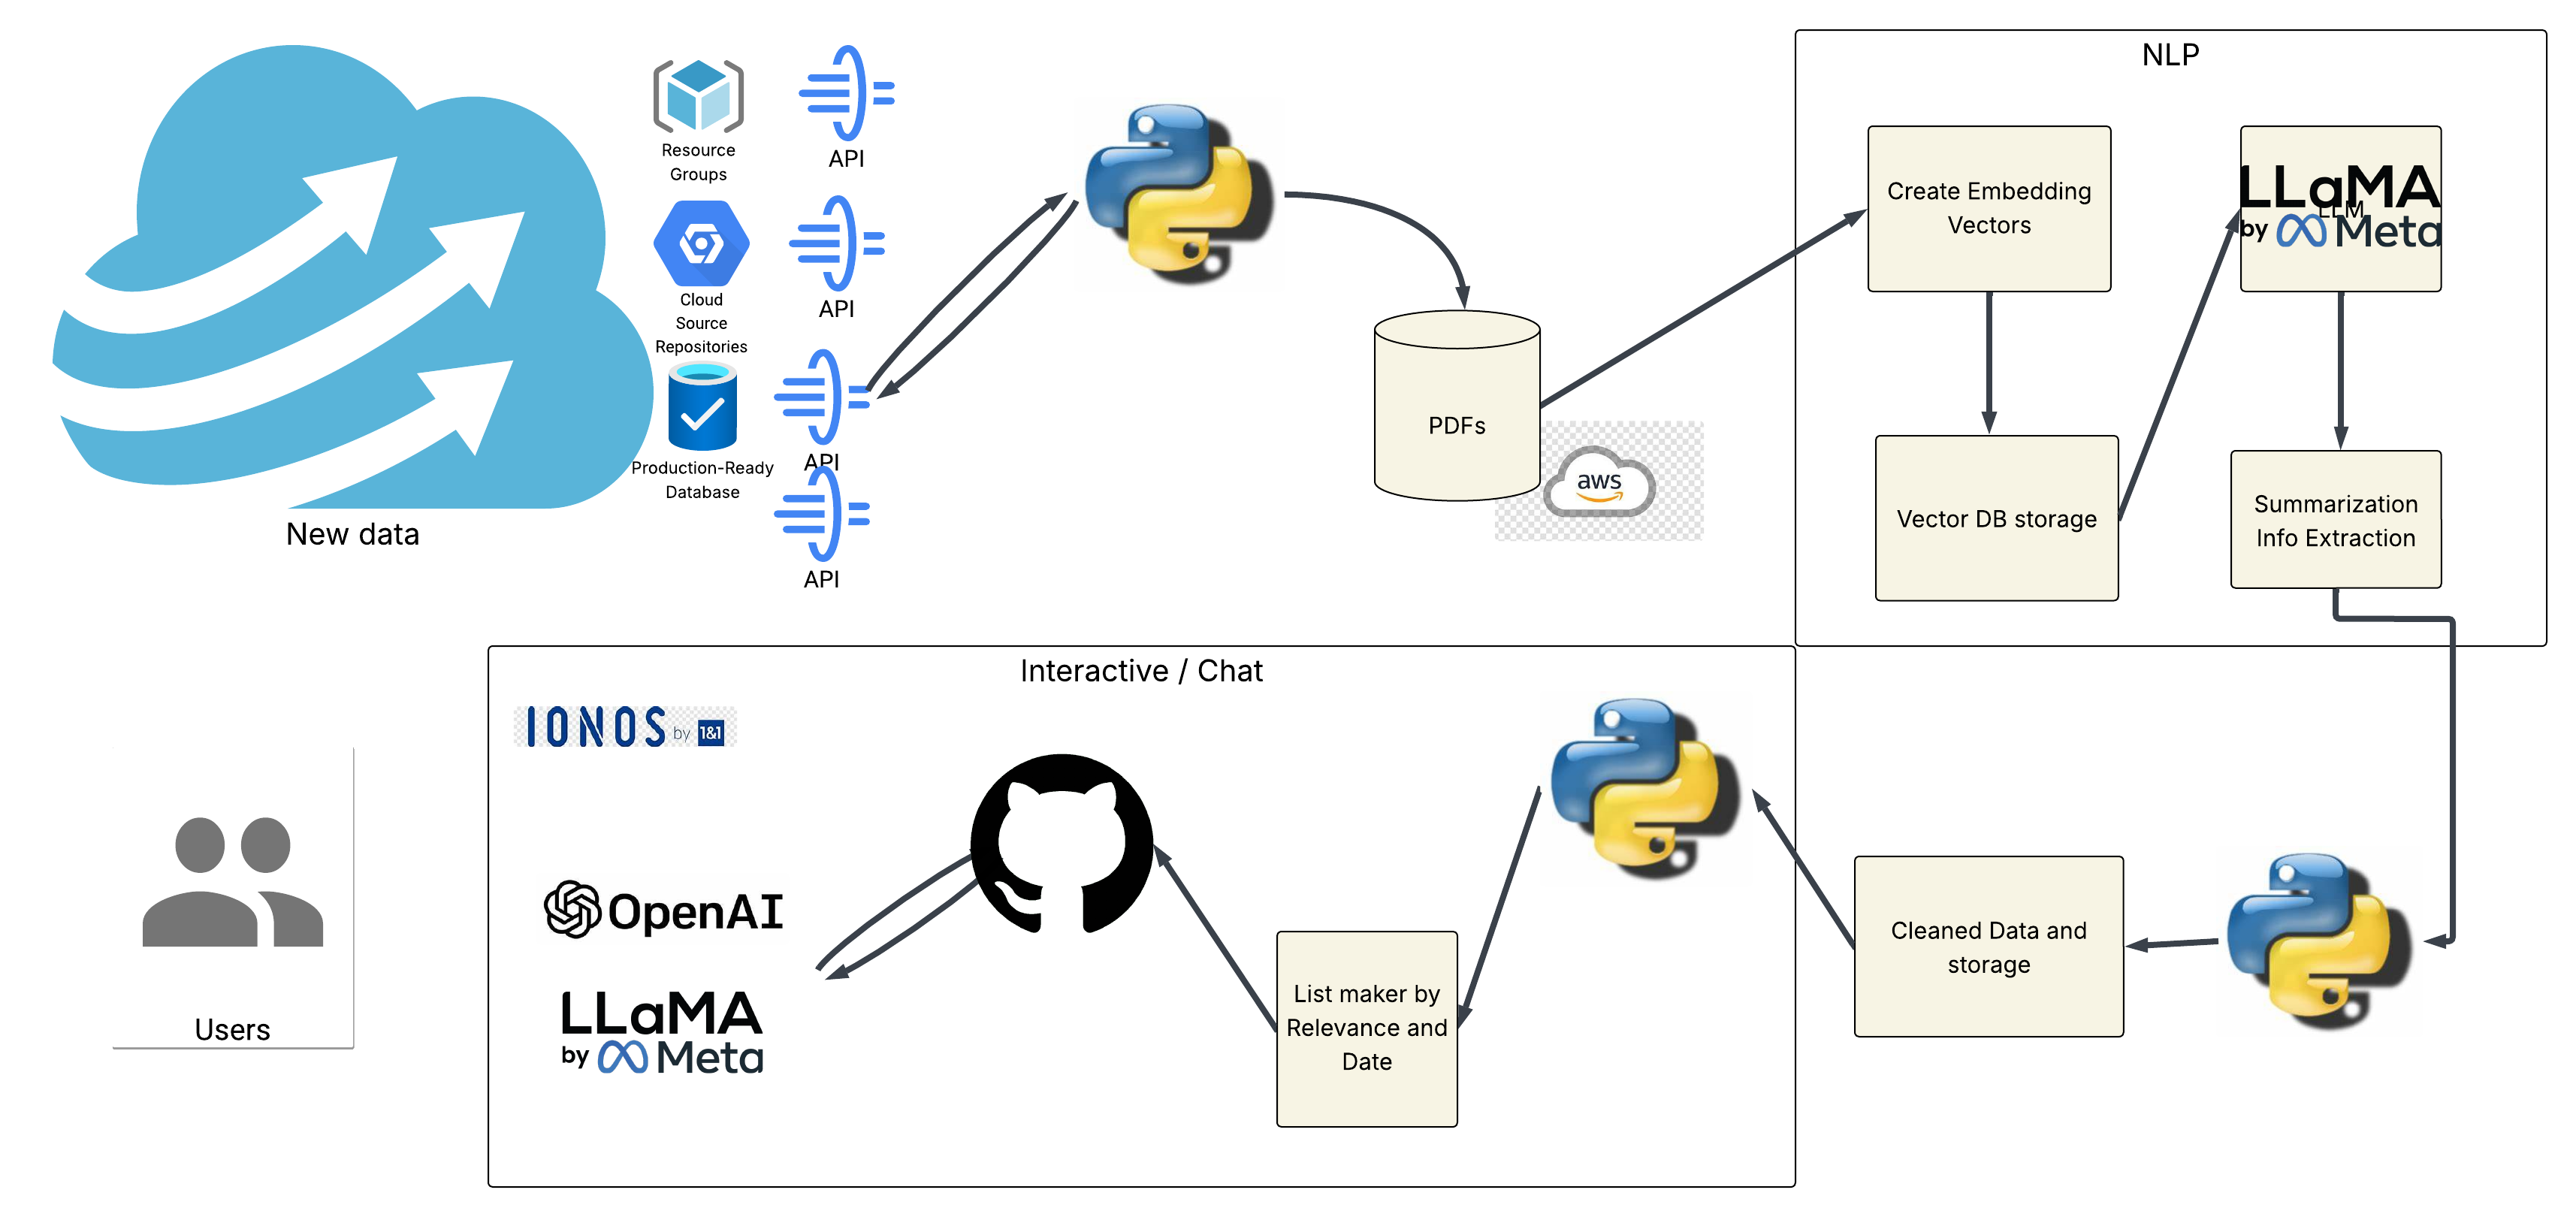 NLP
Resource
Groups
API
Cloud
Source
Repositories
API
Production-Ready
Database
API
API
New data
PDFs
aws
Create Embedding
Vectors
LLaMA
LLM
by Meta
Vector DB storage
Summarization
Info Extraction
Interactive / Chat
IONOS by 1&1
OpenAI
LLaMA
by Meta
Users
List maker by
Relevance and
Date
Cleaned Data and
storage